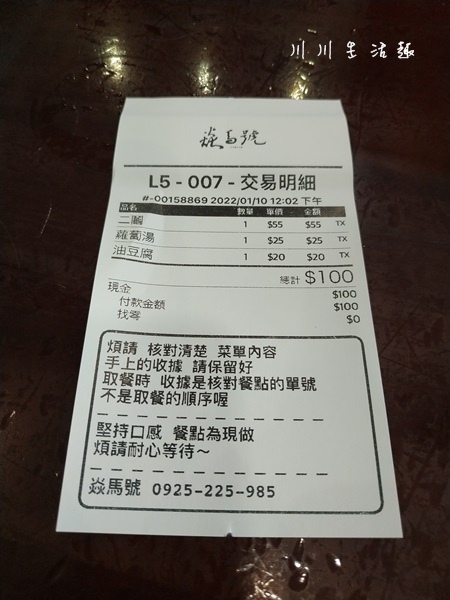 川川生活趣
焱馬號
L5 - 007 - 交易明細
#-00158869 2022/01/10 12:02 下午
品名 數量 單價 金額
二關 1 $55 $55 TX
蘿蔔湯 1 $25 $25 TX
油豆腐 1 $20 $20 TX
總計 $100
現金 $100
付款金額 $100
找零 $0
煩請 核對清楚 菜單內容
手上的收據 請保留好
取餐時 收據是核對餐點的單號
不是取餐的順序喔
堅持口感 餐點為現做
煩請耐心等待～
焱馬號 0925-225-985